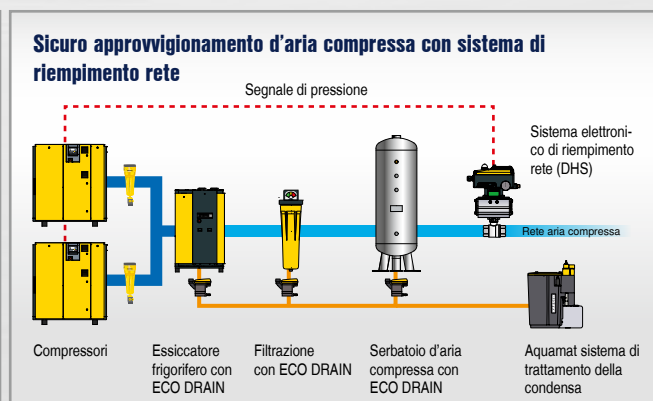 Sicuro approvvigionamento d'aria compressa con sistema di
riempimento rete
Segnale di pressione
Sistema elettroni-
co di riempimento
rete (DHS)
Rete aria compressa
Compressori
Essiccatore
frigorifero con
ECO DRAIN
Filtrazione
con ECO DRAIN
Serbatoio d'aria
compressa con
ECO DRAIN
Aquamat sistema di
trattamento della
condensa